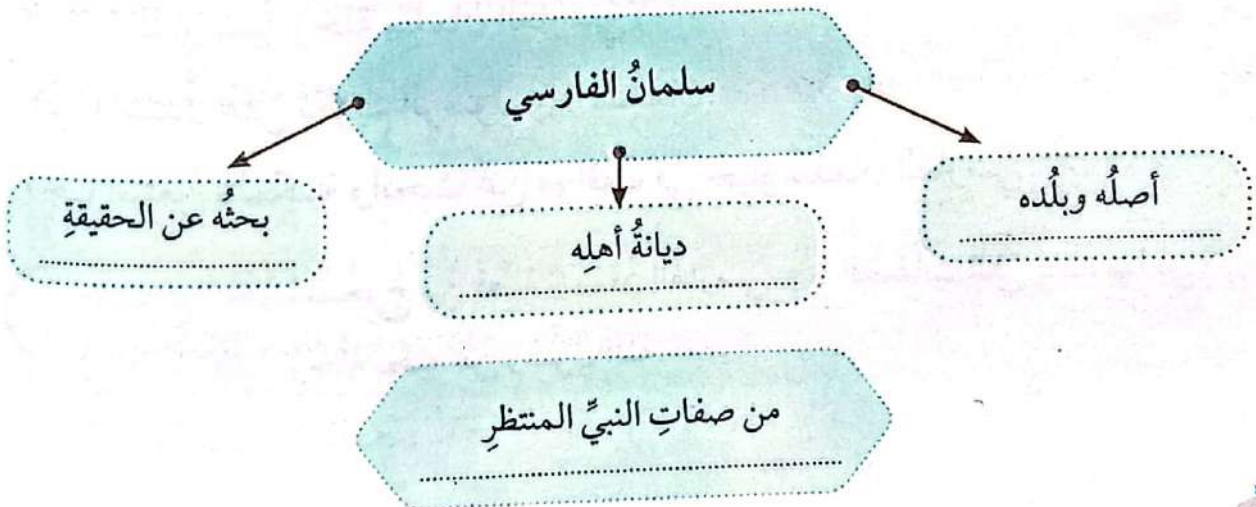 سلمانُ الفارسي
أصلُه وبلُده
ديانةُ أهلِه
بحثُه عن الحقيقةِ
من صفاتِ النبيِّ المنتظرِ